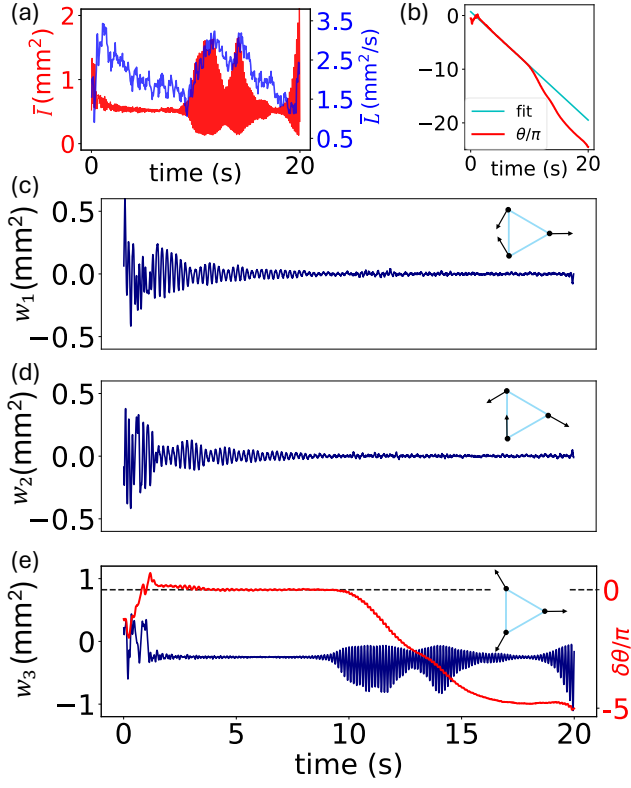 (a)
2
1
0
Ī (mm²)
3.5
2.5
1.5
0.5
L̄ (mm²/s)
0
20
time (s)
(b)
0
−10
−20
fit
θ/π
0
20
time (s)
(c)
0.5
0.0
−0.5
w₁(mm²)
(d)
0.5
0.0
−0.5
w₂(mm²)
(e)
1
0
−1
w₃(mm²)
0
-5
δθ/π
0
5
10
15
20
time (s)